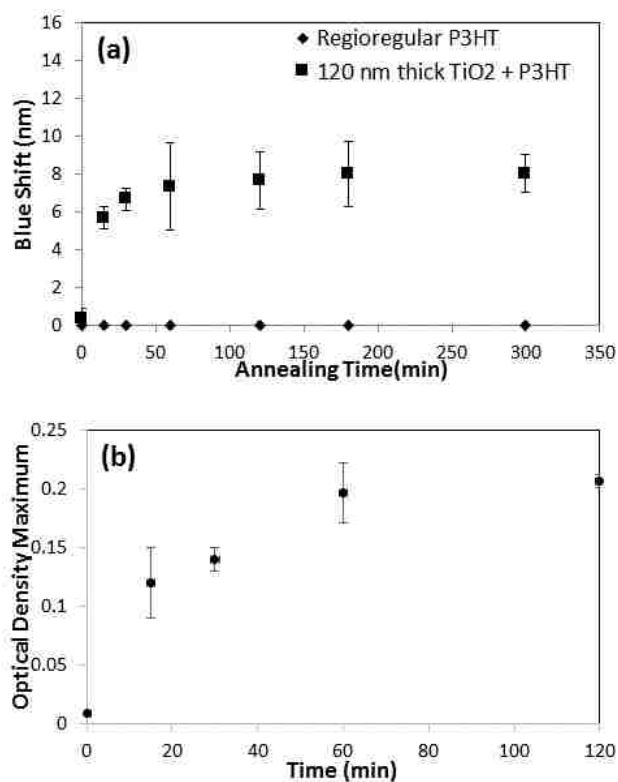 (a)
Regioregular P3HT
120 nm thick TiO2 + P3HT
Blue Shift (nm)
16
14
12
10
8
6
4
2
0
0 50 100 150 200 250 300 350
Annealing Time(min)
(b)
Optical Density Maximum
0.25
0.2
0.15
0.1
0.05
0
0 20 40 60 80 100 120
Time (min)